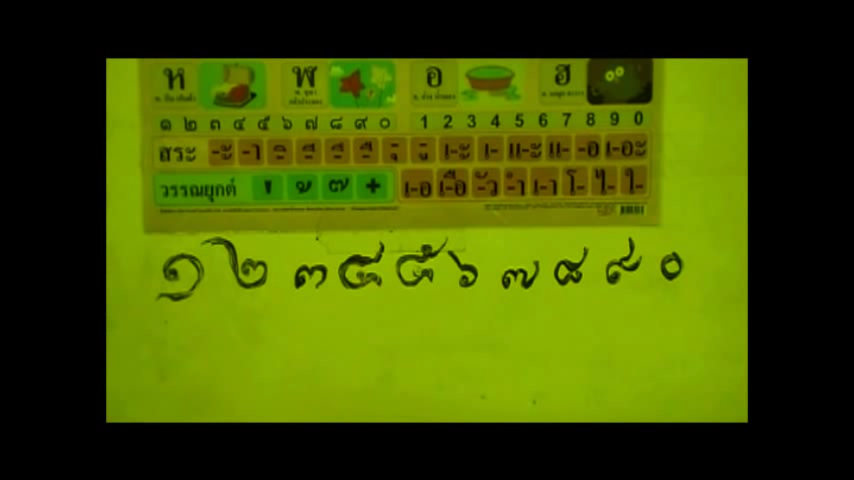 ห ฬ อ ฮ
๑ ๒ ๓ ๔ ๕ ๖ ๗ ๘ ๙ ๐ 1 2 3 4 5 6 7 8 9 0
สระ -ะ -า -ิ -ี -ึ -ื -ุ -ู เ-ะ เ- แ-ะ แ- -อ เ-อะ
วรรณยุกต์ ่ ้ ๊ ๋ เ-อ เ-ือ -ัว -ำ เ-า โ- ไ- ใ-
๑ ๒ ๓ ๔ ๕ ๖ ๗ ๘ ๙ ๐